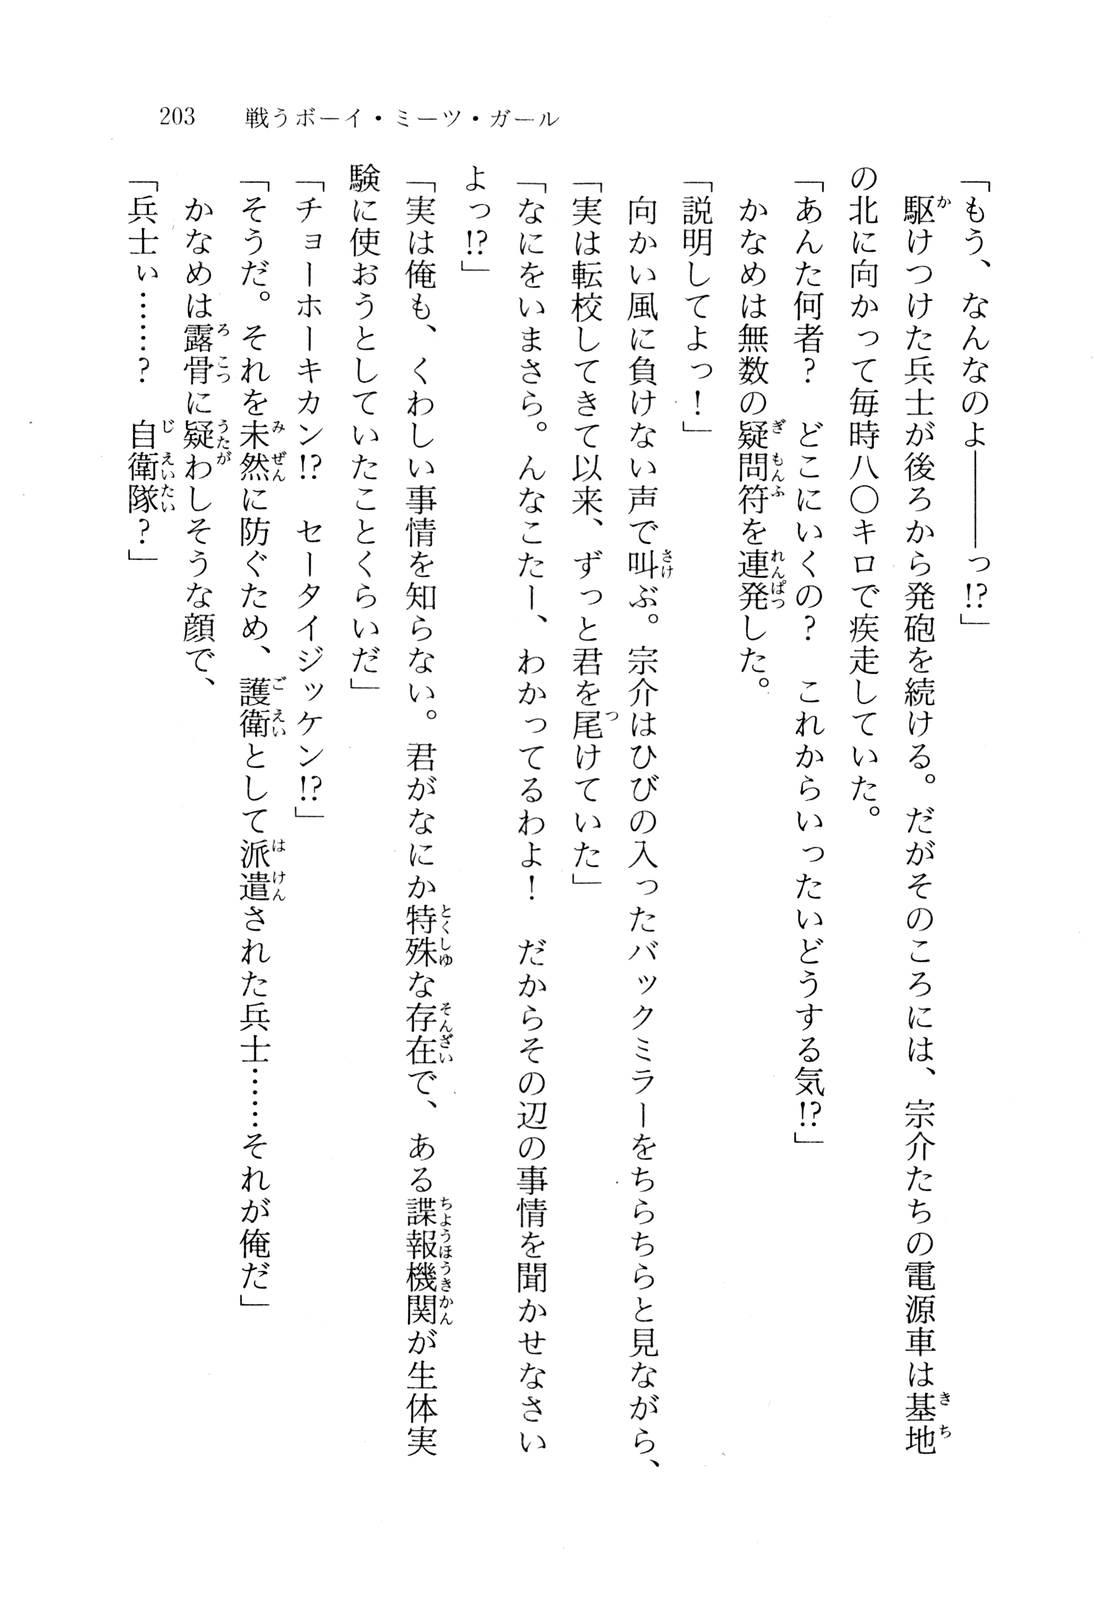 203　戦うボーイ・ミーツ・ガール
「もう、なんなのよ――――っ!?」
　駆けつけた兵士が後ろから発砲を続ける。だがそのころには、宗介たちの電源車は基地
の北に向かって毎時八〇キロで疾走していた。
「あんた何者？　どこにいくの？　これからいったいどうする気!?」
　かなめは無数の疑問符を連発した。
「説明してよっ！」
　向かい風に負けない声で叫ぶ。宗介はひびの入ったバックミラーをちらちらと見ながら、
「実は転校してきて以来、ずっと君を尾けていた」
「なにをいまさら。んなこたー、わかってるわよ！　だからその辺の事情を聞かせなさい
よっ!?」
「実は俺も、くわしい事情を知らない。君がなにか特殊な存在で、ある諜報機関が生体実
験に使おうとしていたことくらいだ」
「チョーホーキカン!?　セータイジッケン!?」
「そうだ。それを未然に防ぐため、護衛として派遣された兵士……それが俺だ」
　かなめは露骨に疑わしそうな顔で、
「兵士ぃ……？　自衛隊？」